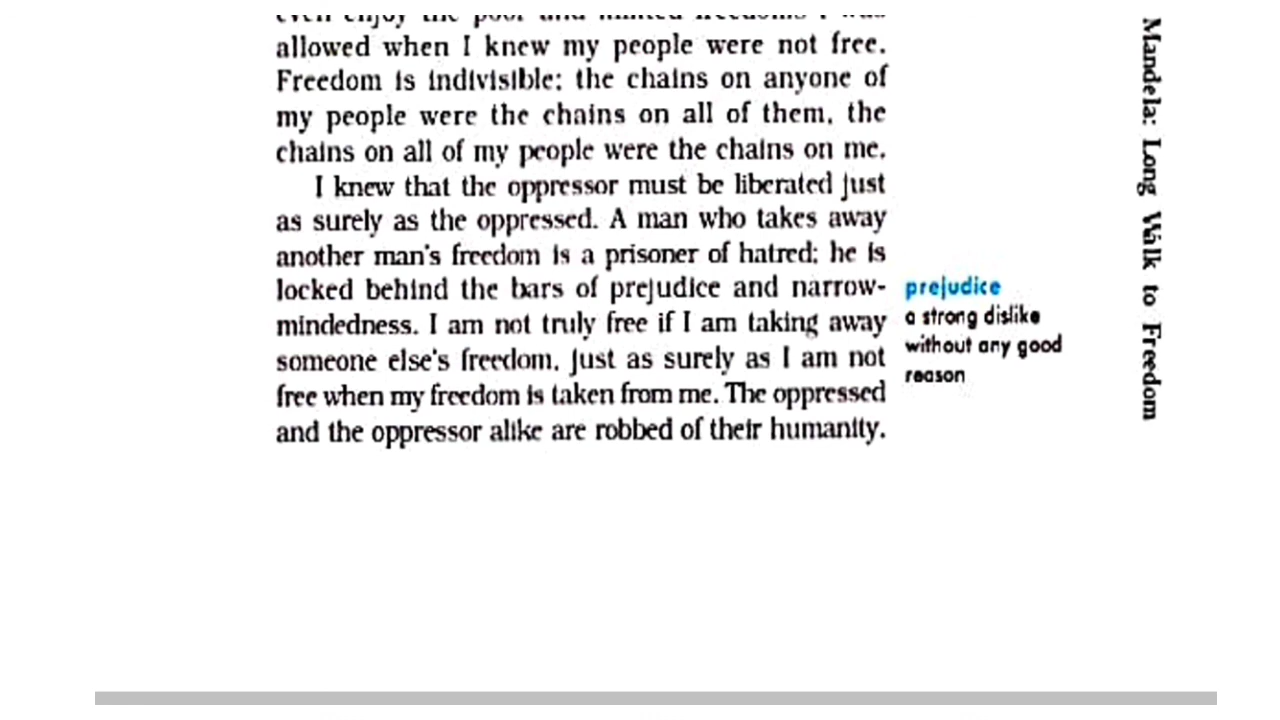 allowed when I knew my people were not free.
Freedom is indivisible; the chains on anyone of
my people were the chains on all of them, the
chains on all of my people were the chains on me.
I knew that the oppressor must be liberated just
as surely as the oppressed. A man who takes away
another man's freedom is a prisoner of hatred; he is
locked behind the bars of prejudice and narrow-
mindedness. I am not truly free if I am taking away
someone else's freedom, just as surely as I am not
free when my freedom is taken from me. The oppressed
and the oppressor alike are robbed of their humanity.
prejudice
a strong dislike
without any good
reason
Mandela: Long Walk to Freedom